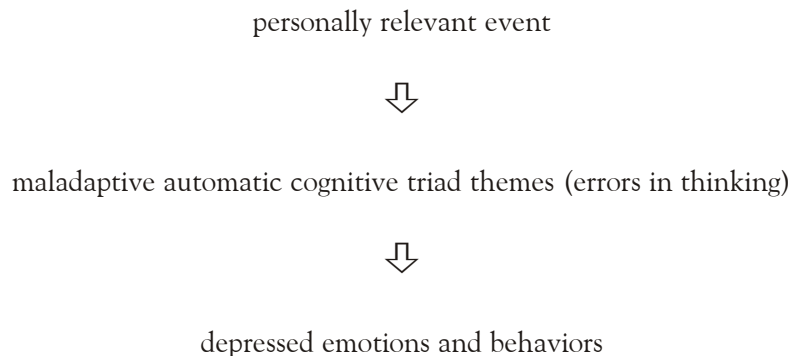 personally relevant event
maladaptive automatic cognitive triad themes (errors in thinking)
depressed emotions and behaviors